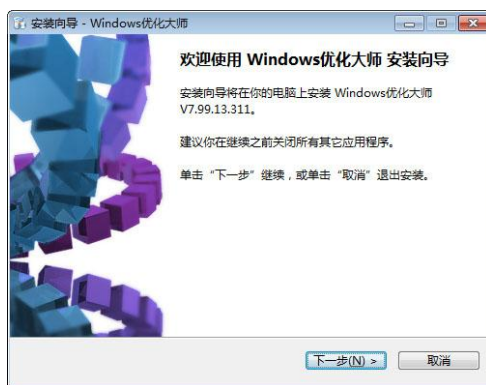 安装向导 - Windows优化大师
欢迎使用 Windows优化大师 安装向导
安装向导将在你的电脑上安装 Windows优化大师
V7.99.13.311。
建议你在继续之前关闭所有其它应用程序。
单击“下一步”继续，或单击“取消”退出安装。
下一步(N) >
取消